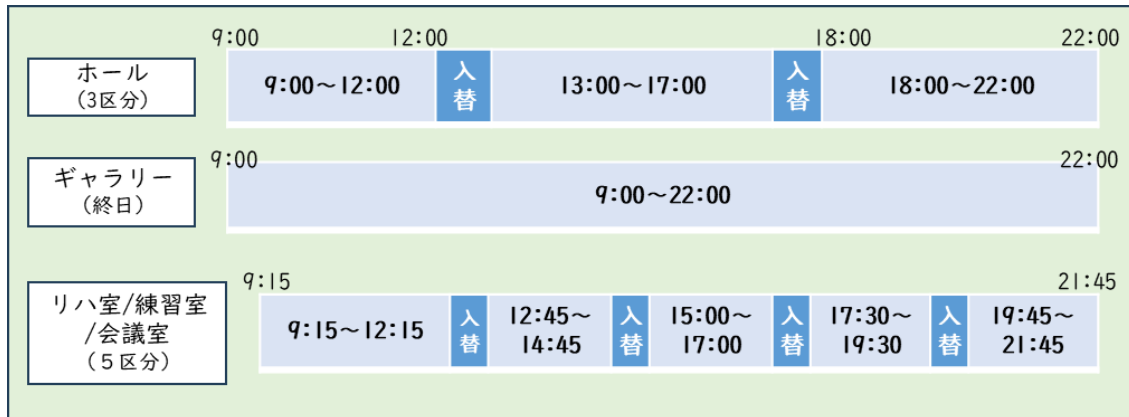 9:00 12:00 18:00 22:00
ホール
(3区分)
9:00～12:00
入替
13:00～17:00
入替
18:00～22:00
9:00 22:00
ギャラリー
(終日)
9:00～22:00
9:15 21:45
リハ室/練習室
/会議室
(5区分)
9:15～12:15
入替
12:45～
14:45
入替
15:00～
17:00
入替
17:30～
19:30
入替
19:45～
21:45